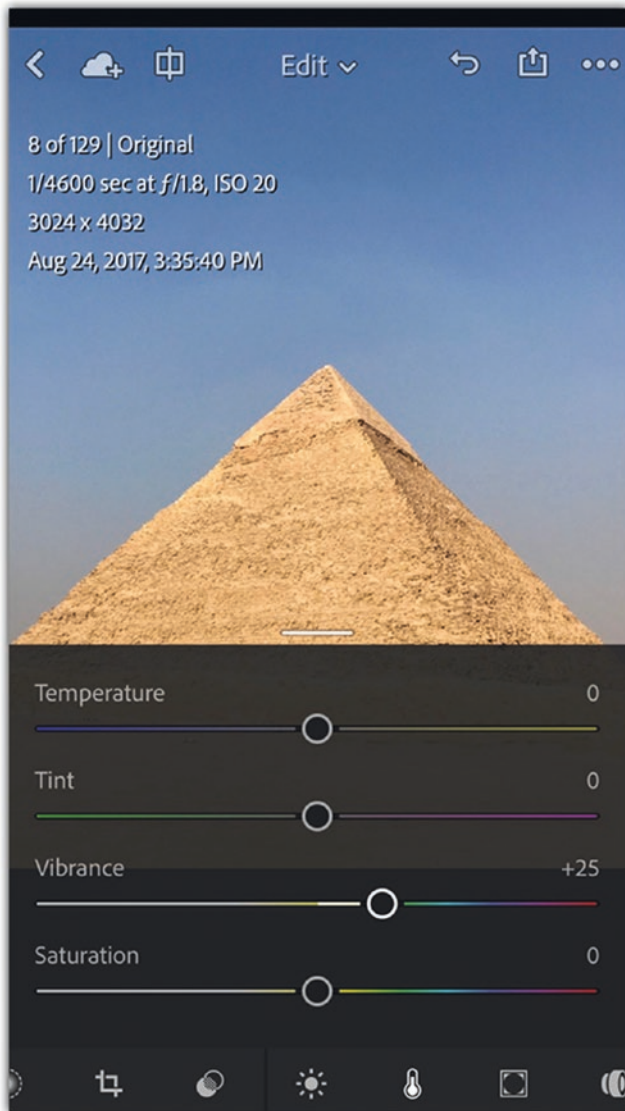 Edit
8 of 129 | Original
1/4600 sec at ƒ/1.8, ISO 20
3024 x 4032
Aug 24, 2017, 3:35:40 PM
Temperature 0
Tint 0
Vibrance +25
Saturation 0